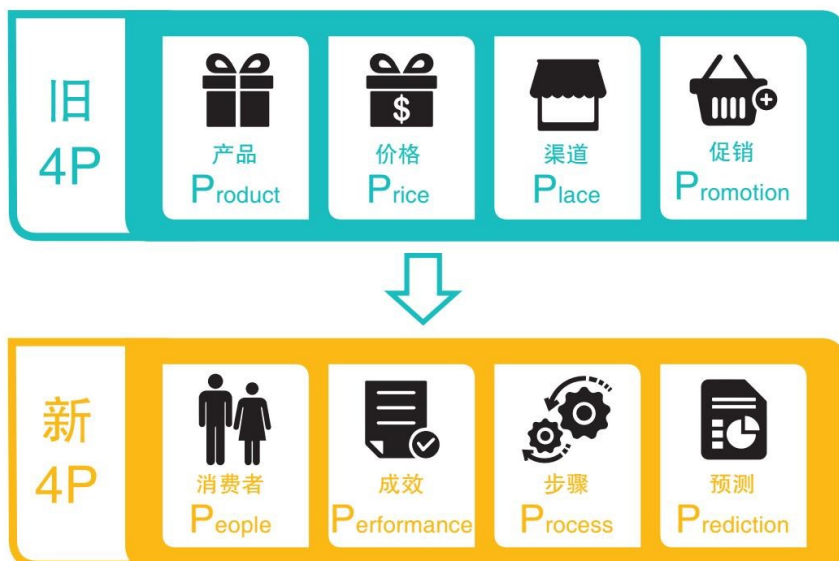 旧
4P
产品
Product
$
价格
Price
渠道
Place
促销
Promotion
新
4P
消费者
People
成效
Performance
步骤
Process
预测
Prediction